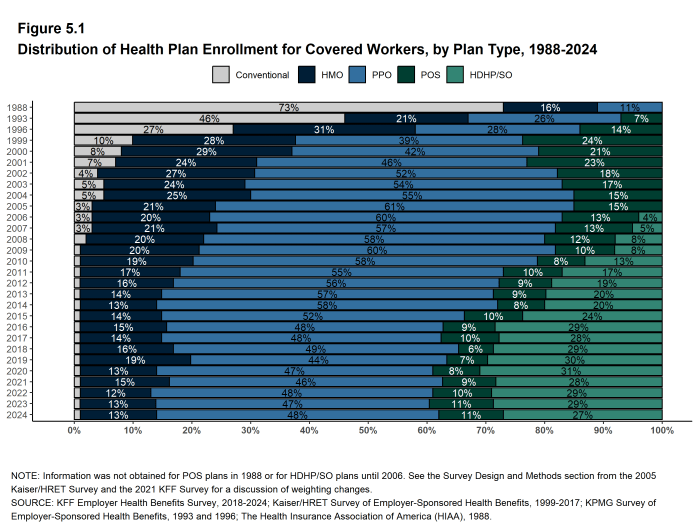 Figure 5.1
Distribution of Health Plan Enrollment for Covered Workers, by Plan Type, 1988-2024
Conventional HMO PPO POS HDHP/SO
1988 73% 16% 11%
1993 46% 21% 26% 7%
1996 27% 31% 28% 14%
1999 10% 28% 39% 24%
2000 8% 29% 42% 21%
2001 7% 24% 46% 23%
2002 4% 27% 52% 18%
2003 5% 24% 54% 17%
2004 5% 25% 55% 15%
2005 3% 21% 61% 15%
2006 3% 20% 60% 13% 4%
2007 3% 21% 57% 13% 5%
2008 20% 58% 12% 8%
2009 20% 60% 10% 8%
2010 19% 58% 8% 13%
2011 17% 55% 10% 17%
2012 16% 56% 9% 19%
2013 14% 57% 9% 20%
2014 13% 58% 8% 20%
2015 14% 52% 10% 24%
2016 15% 48% 9% 29%
2017 14% 48% 10% 28%
2018 16% 49% 6% 29%
2019 19% 44% 7% 30%
2020 13% 47% 8% 31%
2021 15% 46% 9% 28%
2022 12% 48% 10% 29%
2023 13% 47% 11% 29%
2024 13% 48% 11% 27%
0% 10% 20% 30% 40% 50% 60% 70% 80% 90% 100%
NOTE: Information was not obtained for POS plans in 1988 or for HDHP/SO plans until 2006. See the Survey Design and Methods section from the 2005
Kaiser/HRET Survey and the 2021 KFF Survey for a discussion of weighting changes.
SOURCE: KFF Employer Health Benefits Survey, 2018-2024; Kaiser/HRET Survey of Employer-Sponsored Health Benefits, 1999-2017; KPMG Survey of
Employer-Sponsored Health Benefits, 1993 and 1996; The Health Insurance Association of America (HIAA), 1988.